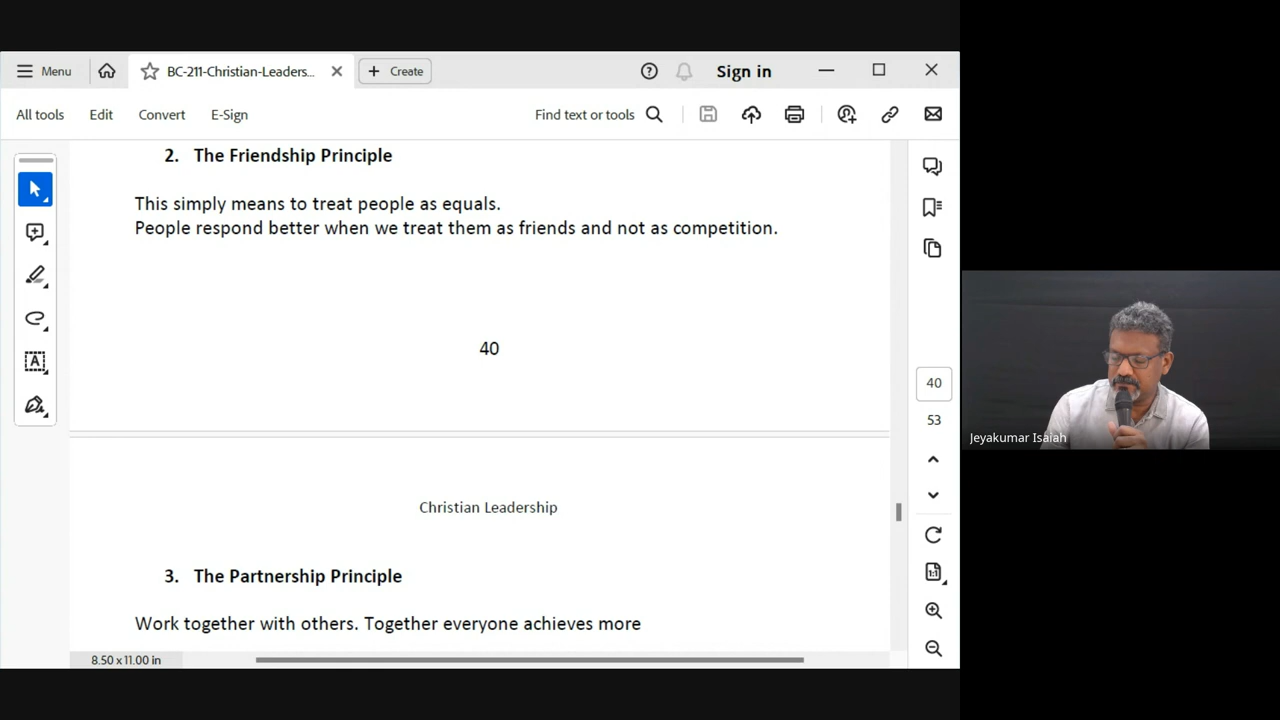 Menu
BC-211-Christian-Leaders...
Create
Sign in
All tools
Edit
Convert
E-Sign
Find text or tools
2. The Friendship Principle
This simply means to treat people as equals.
People respond better when we treat them as friends and not as competition.
40
40
53
Christian Leadership
3. The Partnership Principle
Work together with others. Together everyone achieves more
8.50 x 11.00 in
Jeyakumar Isaiah